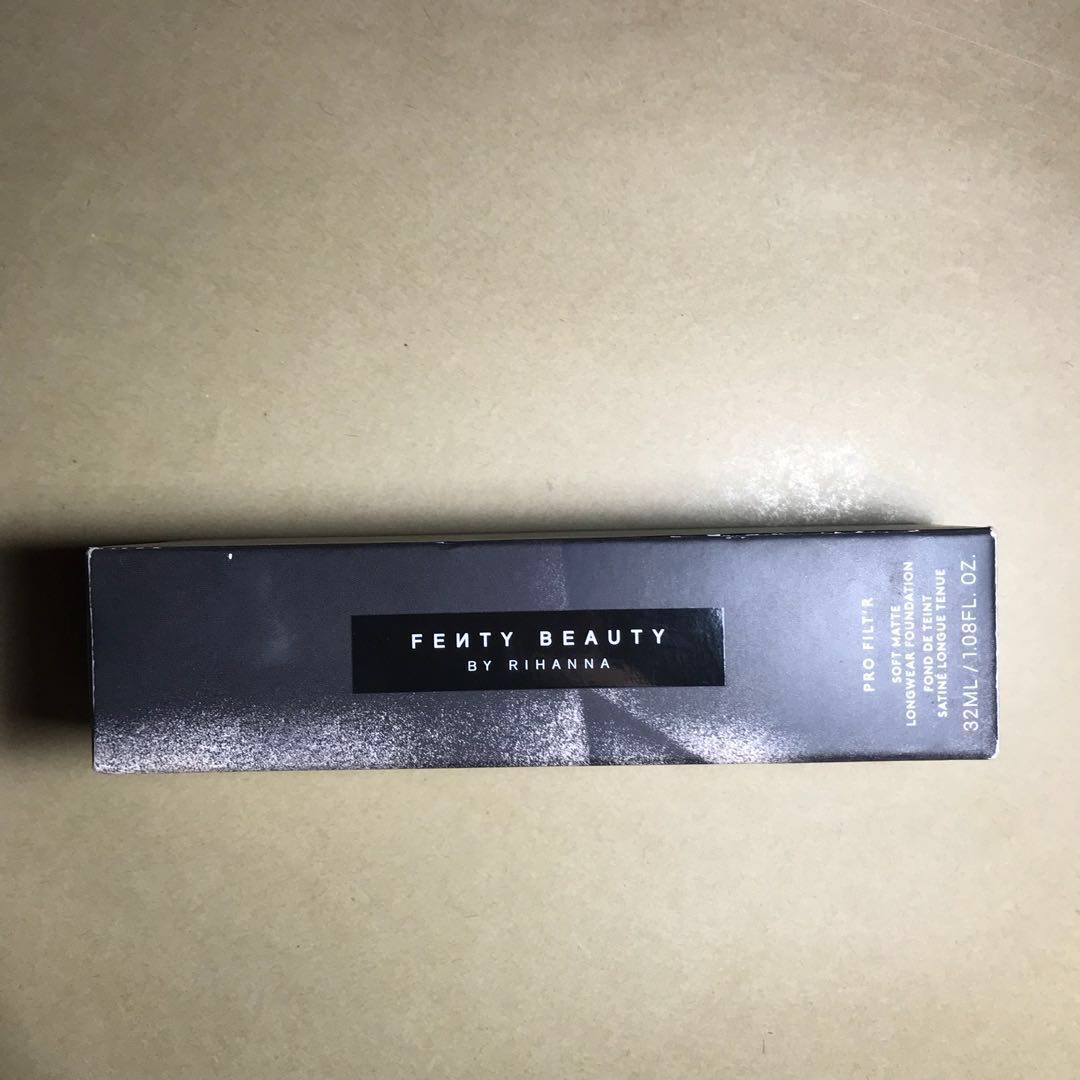 FENTY BEAUTY
BY RIHANNA
PRO FILT'R
SOFT MATTE
LONGWEAR FOUNDATION
FOND DE TEINT
SATINÉ LONGUE TENUE
32ML / 1.08FL. OZ.